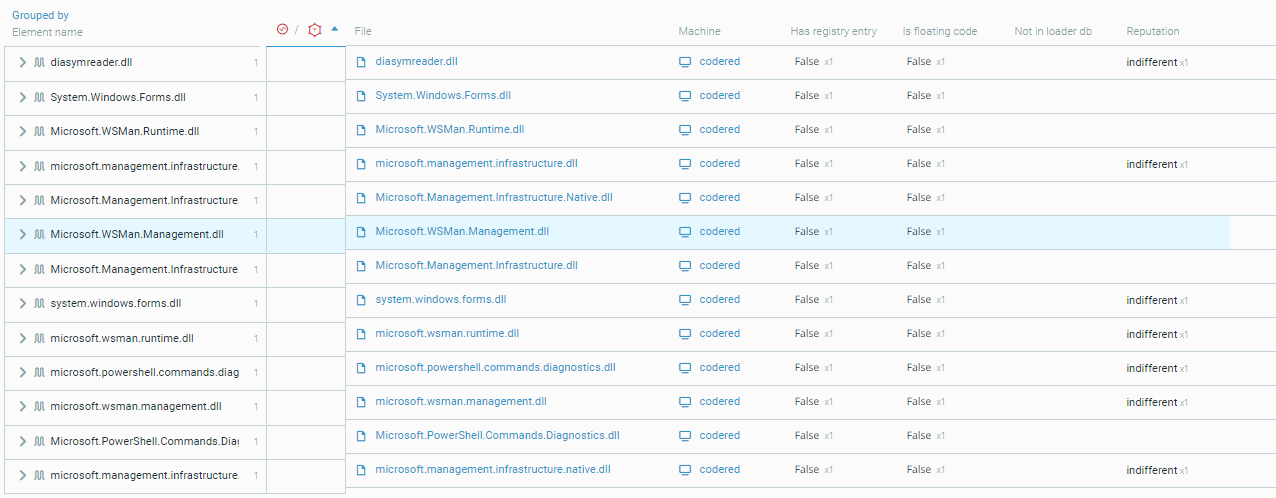 Grouped by
Element name / File Machine Has registry entry Is floating code Not in loader db Reputation
diasymreader.dll 1 diasymreader.dll codered False x1 False x1 indifferent x1
System.Windows.Forms.dll 1 System.Windows.Forms.dll codered False x1 False x1
Microsoft.WSMan.Runtime.dll 1 Microsoft.WSMan.Runtime.dll codered False x1 False x1
microsoft.management.infrastructure. 1 microsoft.management.infrastructure.dll codered False x1 False x1 indifferent x1
Microsoft.Management.Infrastructure 1 Microsoft.Management.Infrastructure.Native.dll codered False x1 False x1
Microsoft.WSMan.Management.dll 1 Microsoft.WSMan.Management.dll codered False x1 False x1
Microsoft.Management.Infrastructure 1 Microsoft.Management.Infrastructure.dll codered False x1 False x1
system.windows.forms.dll 1 system.windows.forms.dll codered False x1 False x1 indifferent x1
microsoft.wsman.runtime.dll 1 microsoft.wsman.runtime.dll codered False x1 False x1 indifferent x1
microsoft.powershell.commands.diag 1 microsoft.powershell.commands.diagnostics.dll codered False x1 False x1 indifferent x1
microsoft.wsman.management.dll 1 microsoft.wsman.management.dll codered False x1 False x1 indifferent x1
Microsoft.PowerShell.Commands.Dia 1 Microsoft.PowerShell.Commands.Diagnostics.dll codered False x1 False x1
microsoft.management.infrastructure. 1 microsoft.management.infrastructure.native.dll codered False x1 False x1 indifferent x1